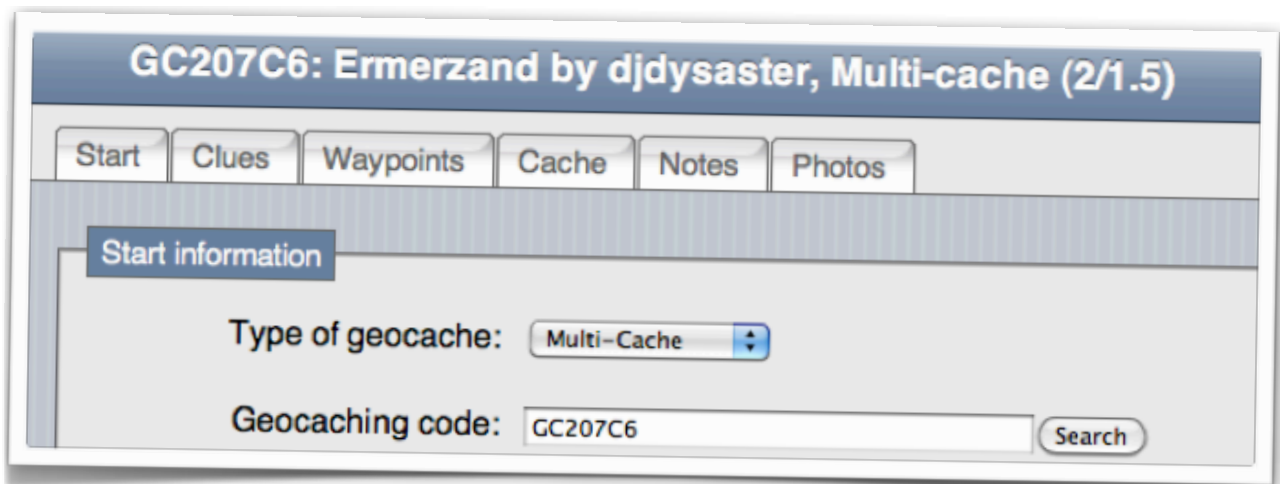 GC207C6: Ermerzand by djdysaster, Multi-cache (2/1.5)
Start Clues Waypoints Cache Notes Photos
Start information
Type of geocache: Multi-Cache
Geocaching code: GC207C6 Search